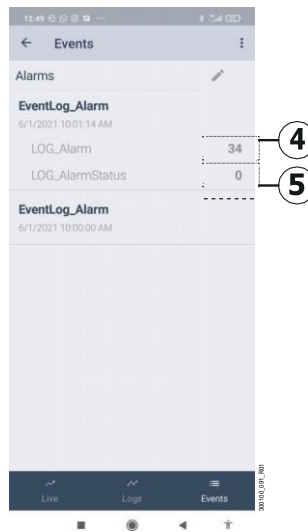 12:49
Events
Alarms
EventLog_Alarm
6/1/2021 10:01:14 AM
LOG_Alarm 34
4
LOG_AlarmStatus 0
5
EventLog_Alarm
6/1/2021 10:00:00 AM
Live Logs Events
300100_091_R01